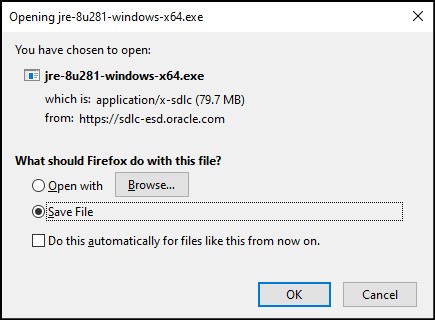 Opening jre-8u281-windows-x64.exe
You have chosen to open:
jre-8u281-windows-x64.exe
which is: application/x-sdlc (79.7 MB)
from: https://sdlc-esd.oracle.com
What should Firefox do with this file?
Open with Browse...
Save File
Do this automatically for files like this from now on.
OK Cancel